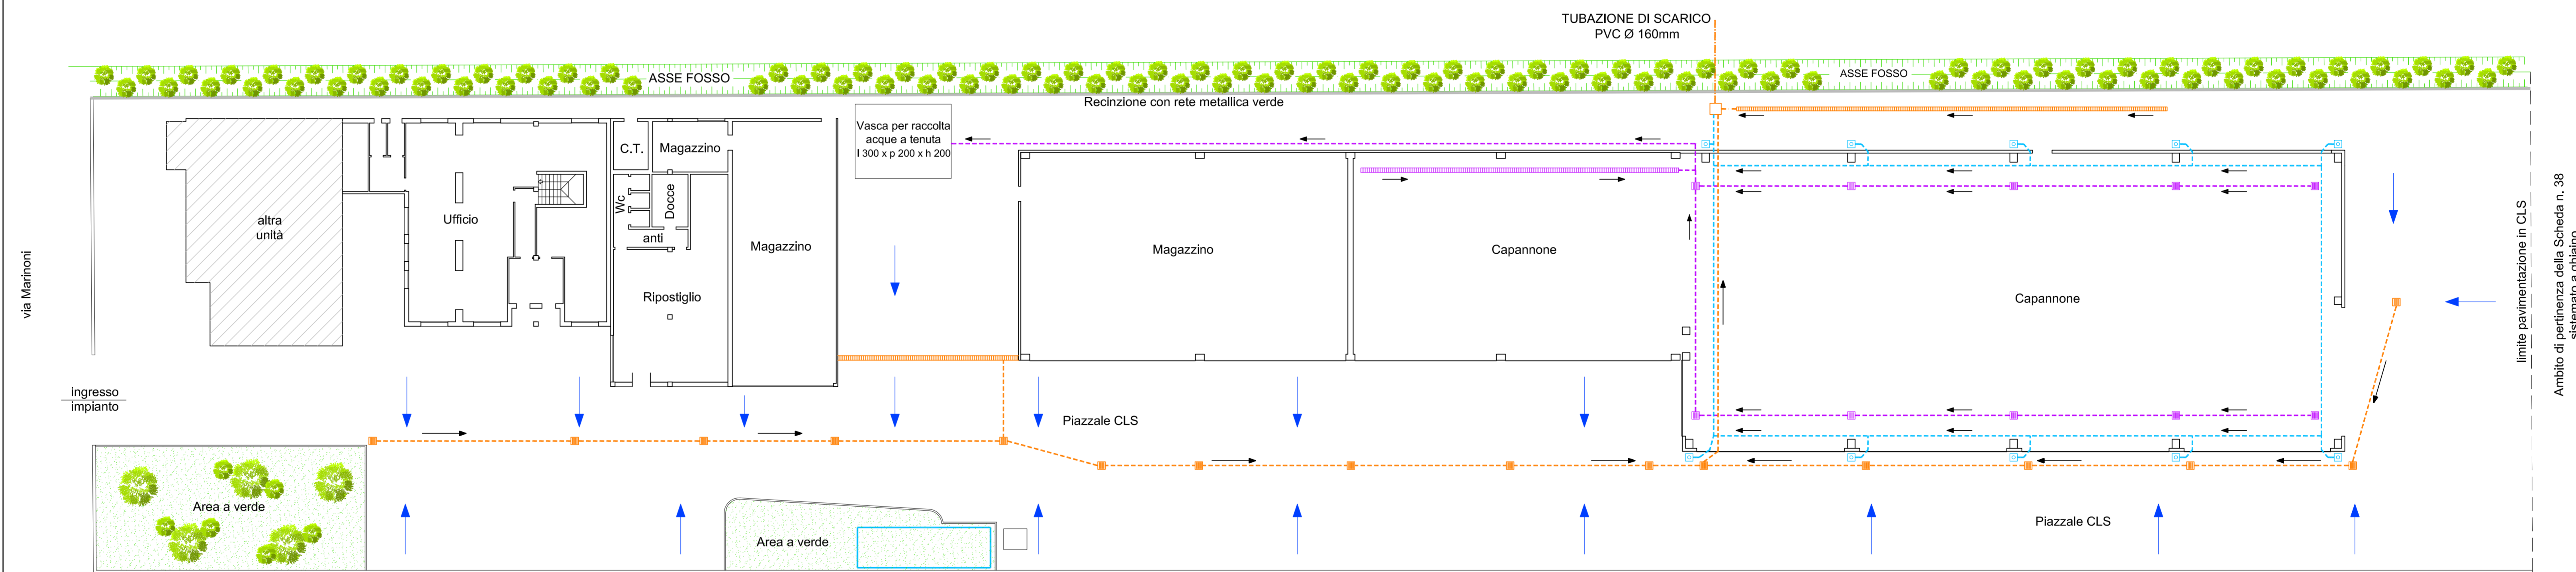 TUBAZIONE DI SCARICO
PVC Ø 160mm
ASSE FOSSO
ASSE FOSSO
Recinzione con rete metallica verde
Vasca per raccolta
acque a tenuta
l 300 x p 200 x h 200
C.T.
Magazzino
Wc
Docce
anti
altra
unità
Ufficio
Magazzino
Ripostiglio
Magazzino
Capannone
Capannone
via Marinoni
limite pavimentazione in CLS
Ambito di pertinenza della Scheda n. 38
sistemato a ghiaino
ingresso
impianto
Piazzale CLS
Area a verde
Area a verde
Piazzale CLS